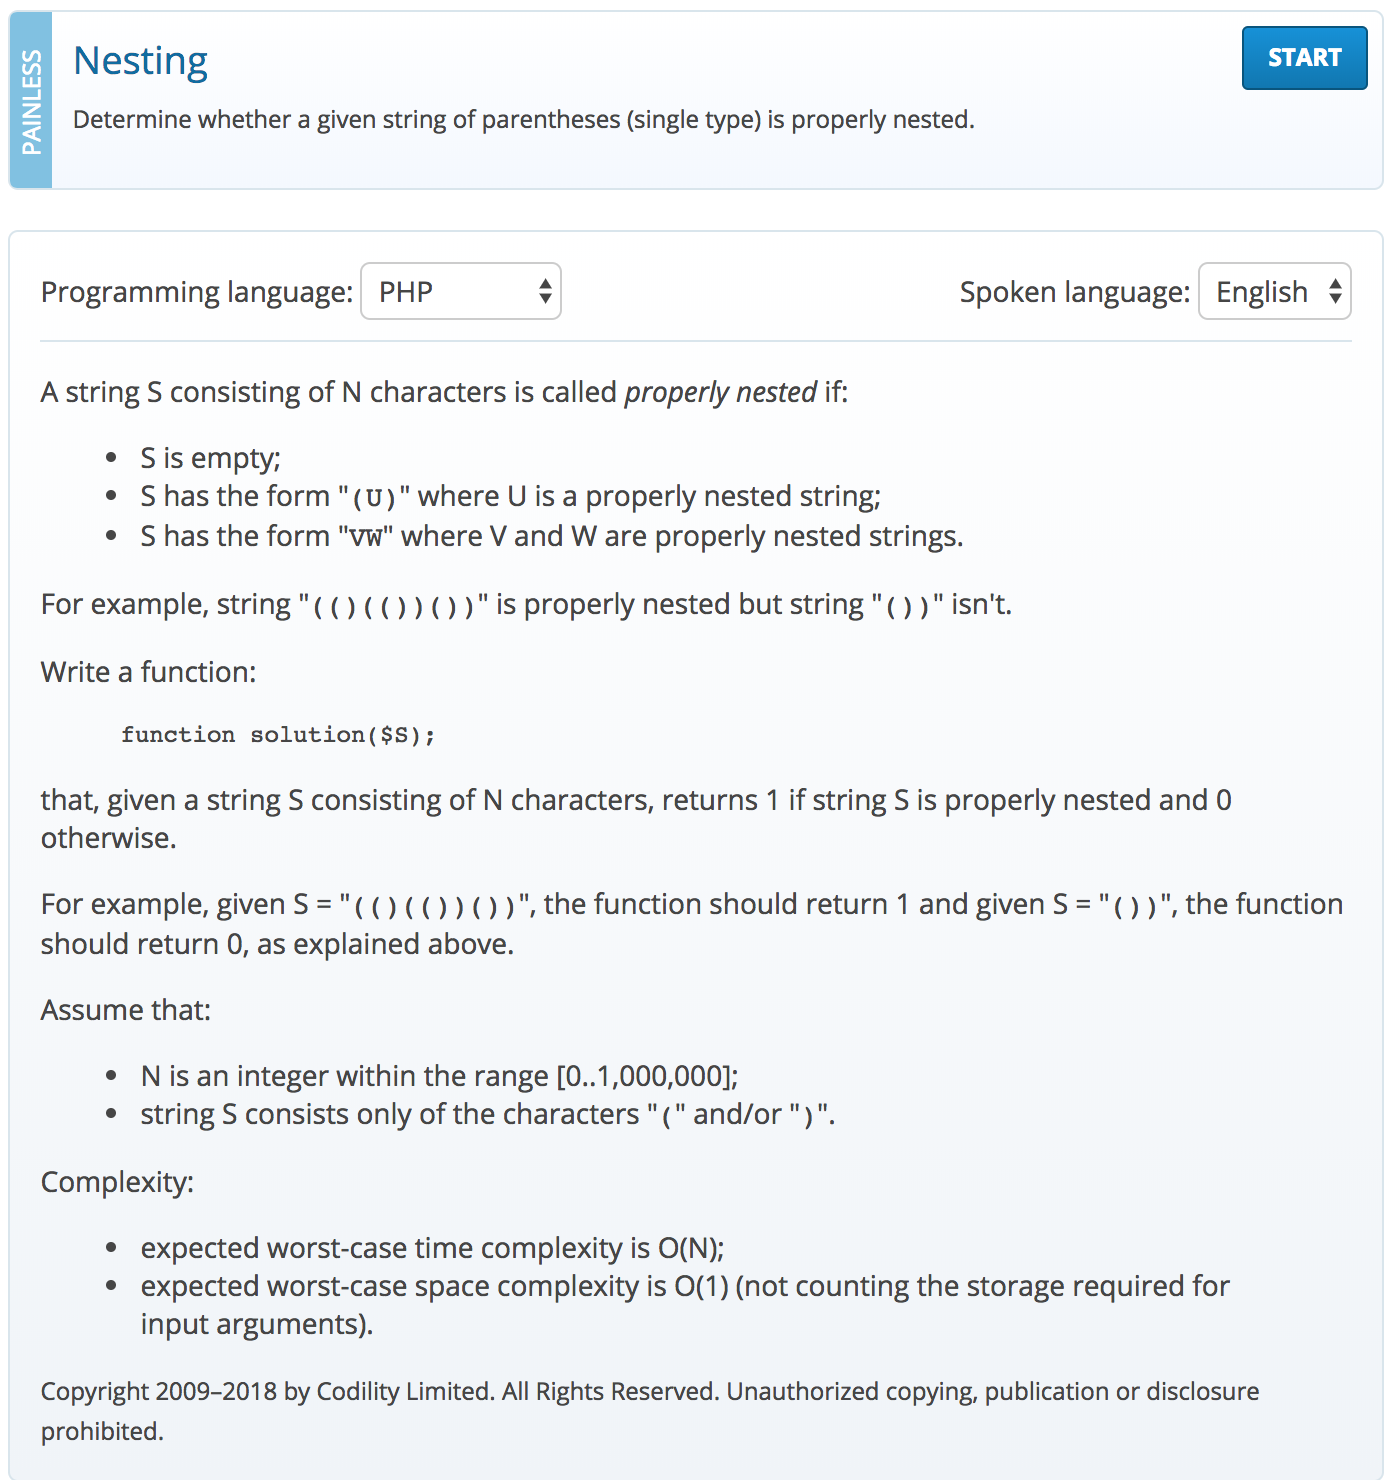 PAINLESS
Nesting
START
Determine whether a given string of parentheses (single type) is properly nested.
Programming language: PHP
Spoken language: English
A string S consisting of N characters is called properly nested if:
• S is empty;
• S has the form "(U)" where U is a properly nested string;
• S has the form "VW" where V and W are properly nested strings.
For example, string "(()(())())" is properly nested but string "())" isn't.
Write a function:
function solution($S);
that, given a string S consisting of N characters, returns 1 if string S is properly nested and 0
otherwise.
For example, given S = "(()(())())", the function should return 1 and given S = "())", the function
should return 0, as explained above.
Assume that:
• N is an integer within the range [0..1,000,000];
• string S consists only of the characters "(" and/or ")".
Complexity:
• expected worst-case time complexity is O(N);
• expected worst-case space complexity is O(1) (not counting the storage required for
input arguments).
Copyright 2009–2018 by Codility Limited. All Rights Reserved. Unauthorized copying, publication or disclosure
prohibited.